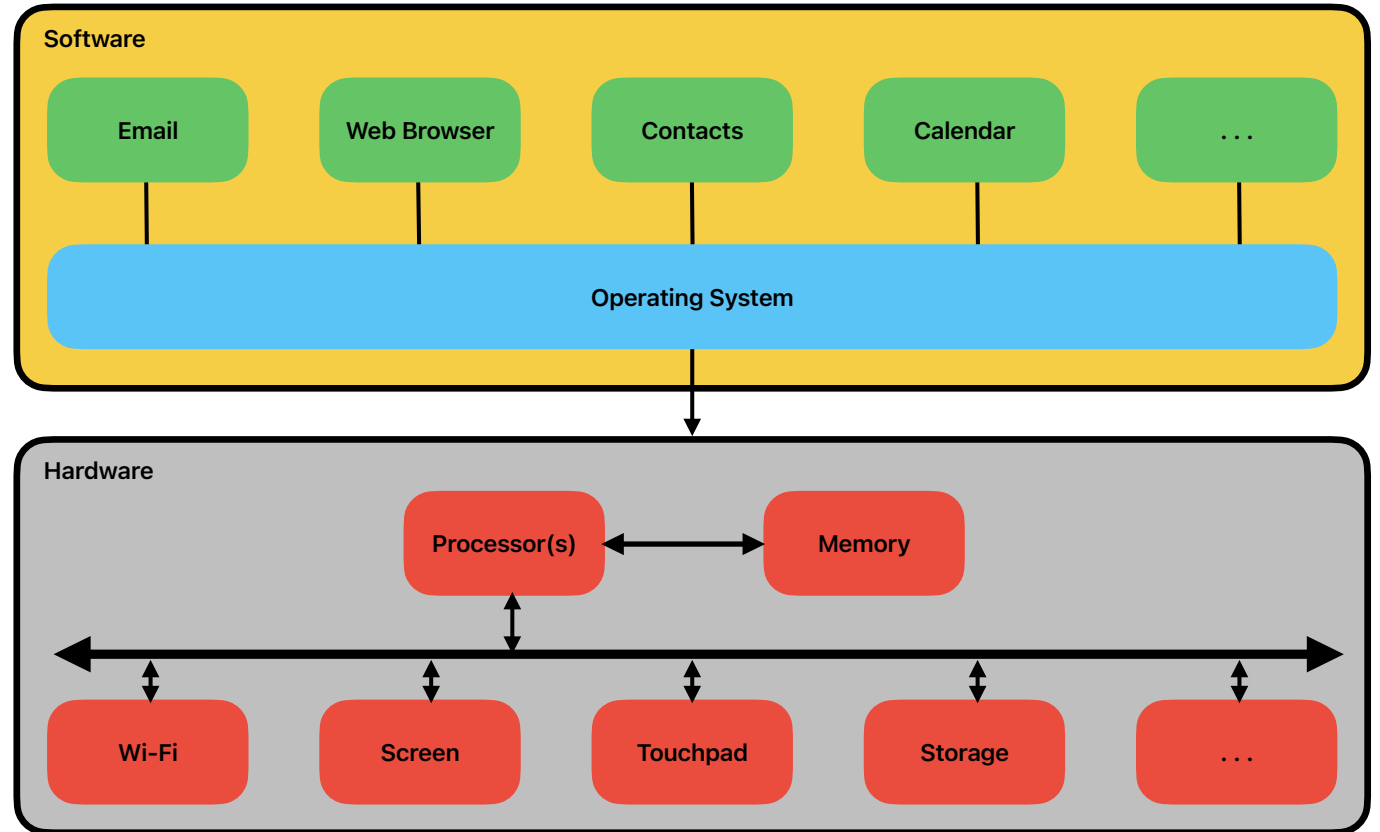 Software
Email
Web Browser
Contacts
Calendar
. . .
Operating System
Hardware
Processor(s)
Memory
Wi-Fi
Screen
Touchpad
Storage
. . .